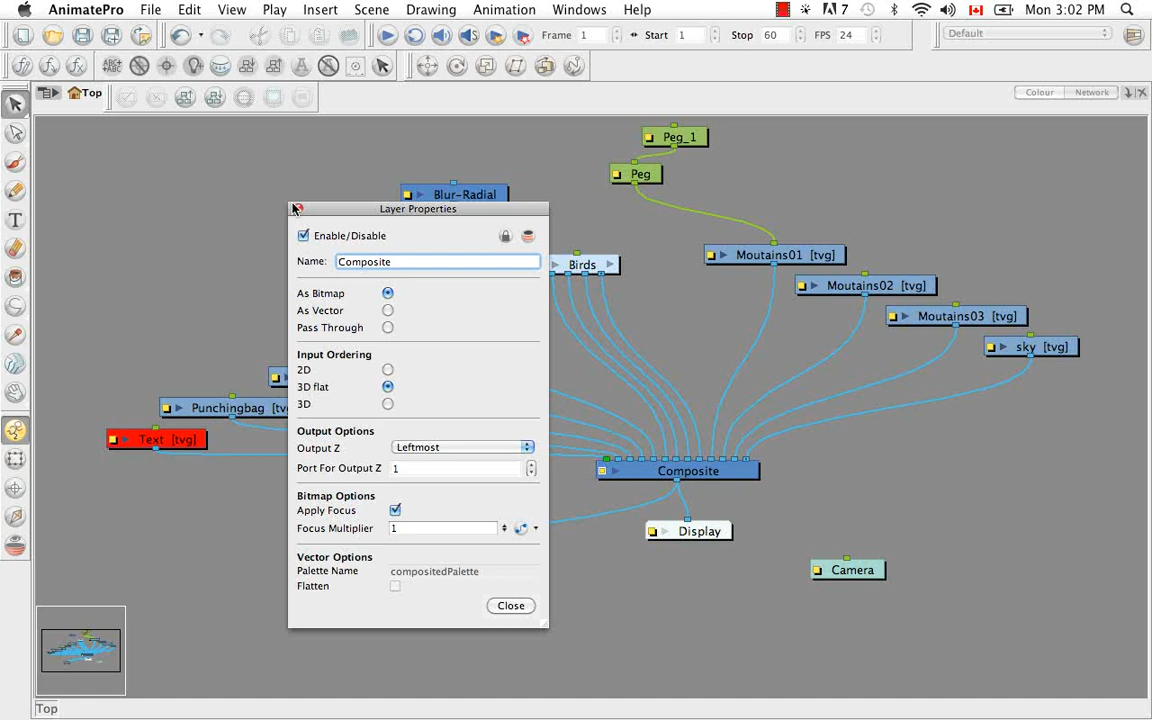 AnimatePro File Edit View Play Insert Scene Drawing Animation Windows Help 7 Mon 3:02 PM
Frame 1 Start 1 Stop 60 FPS 24 Default
ABC
ABC
Top
Colour Network
Peg_1
Peg
Blur-Radial
Layer Properties
Enable/Disable
Name: Composite
Birds
Moutains01 [tvg]
Moutains02 [tvg]
Moutains03 [tvg]
sky [tvg]
As Bitmap
As Vector
Pass Through
Input Ordering
2D
3D flat
3D
Punchingbag [tv
Text [tvg]
Output Options
Output Z Leftmost
Port For Output Z 1
Composite
Bitmap Options
Apply Focus
Focus Multiplier 1
Display
Vector Options
Palette Name compositedPalette
Flatten
Camera
Close
Top